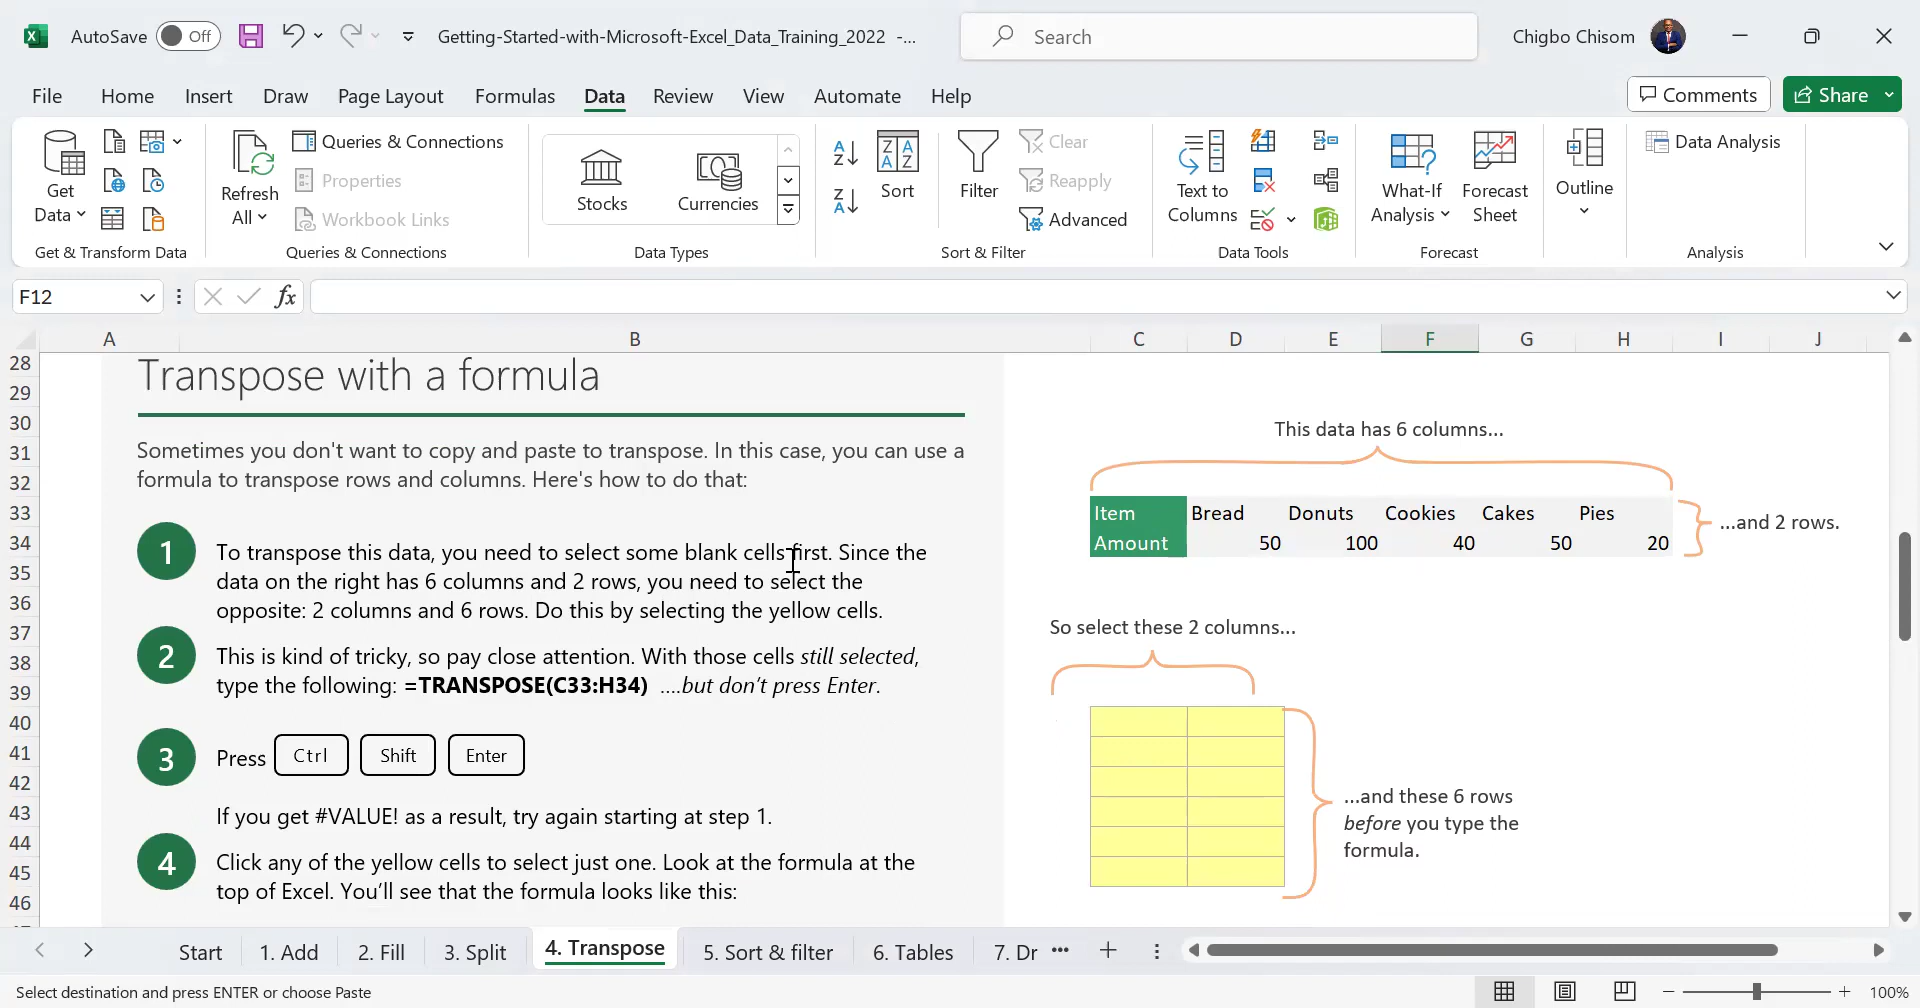 AutoSave Off Getting-Started-with-Microsoft-Excel_Data_Training_2022 -... Search Chigbo Chisom
File Home Insert Draw Page Layout Formulas Data Review View Automate Help Comments Share
Get Data
Refresh All
Queries & Connections
Properties
Workbook Links
Stocks
Currencies
Sort
Filter
Clear
Reapply
Advanced
Text to Columns
What-If Analysis
Forecast Sheet
Outline
Data Analysis
Get & Transform Data Queries & Connections Data Types Sort & Filter Data Tools Forecast Analysis
F12 fx
A B C D E F G H I J
28
29
30
31
32
33
34
35
36
37
38
39
40
41
42
43
44
45
46
Transpose with a formula
Sometimes you don't want to copy and paste to transpose. In this case, you can use a
formula to transpose rows and columns. Here's how to do that:
1
To transpose this data, you need to select some blank cells first. Since the
data on the right has 6 columns and 2 rows, you need to select the
opposite: 2 columns and 6 rows. Do this by selecting the yellow cells.
2
This is kind of tricky, so pay close attention. With those cells still selected,
type the following: =TRANSPOSE(C33:H34) ....but don't press Enter.
3
Press Ctrl Shift Enter
If you get #VALUE! as a result, try again starting at step 1.
4
Click any of the yellow cells to select just one. Look at the formula at the
top of Excel. You'll see that the formula looks like this:
This data has 6 columns...
Item Bread Donuts Cookies Cakes Pies
Amount 50 100 40 50 20
...and 2 rows.
So select these 2 columns...
...and these 6 rows
before you type the
formula.
Start 1. Add 2. Fill 3. Split 4. Transpose 5. Sort & filter 6. Tables 7. Dr ...
Select destination and press ENTER or choose Paste 100%